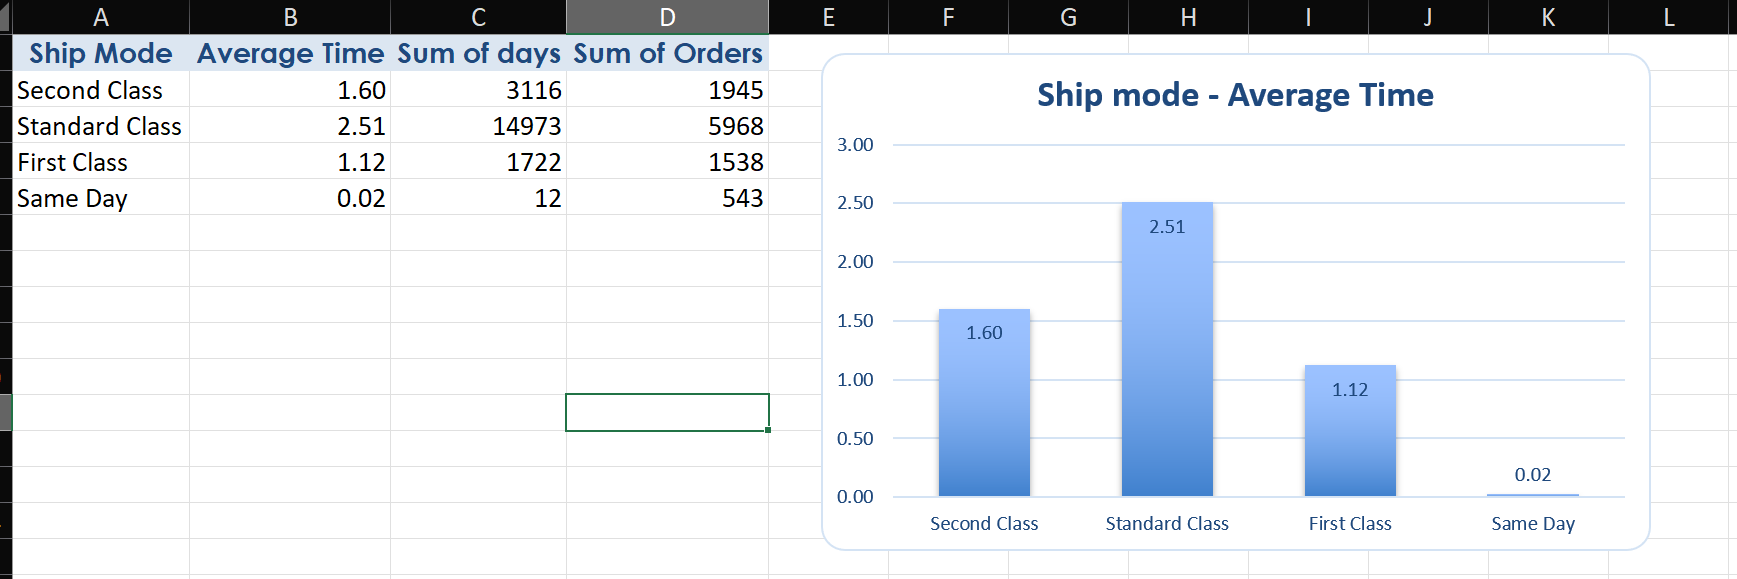 A B C D E F G H I J K L
Ship Mode Average Time Sum of days Sum of Orders
Second Class 1.60 3116 1945
Standard Class 2.51 14973 5968
First Class 1.12 1722 1538
Same Day 0.02 12 543
Ship mode - Average Time
3.00
2.50
2.00
1.50
1.00
0.50
0.00
1.60
2.51
1.12
0.02
Second Class Standard Class First Class Same Day